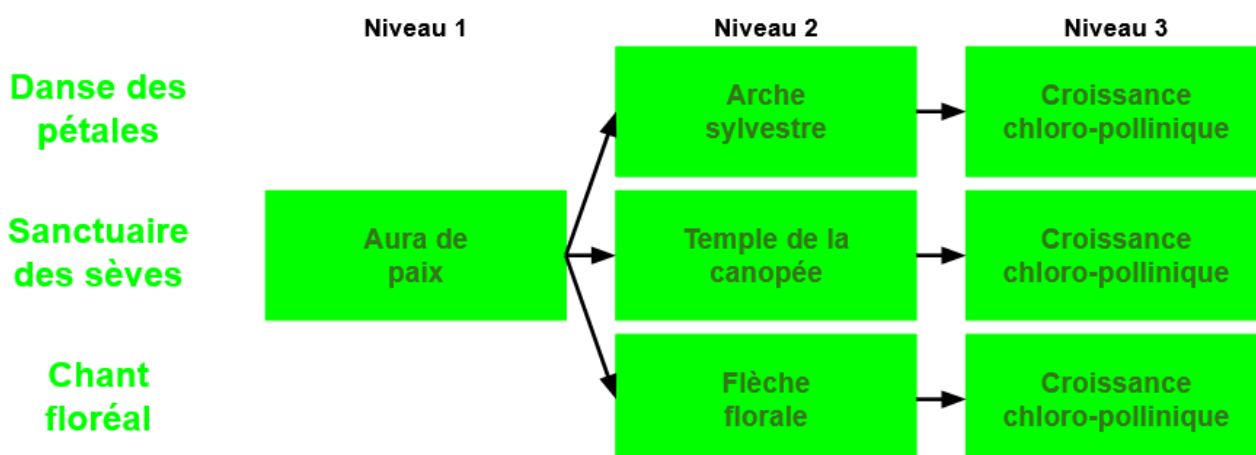 Niveau 1
Niveau 2
Niveau 3
Danse des
pétales
Arche
sylvestre
Croissance
chloro-pollinique
Sanctuaire
des sèves
Aura de
paix
Temple de la
canopée
Croissance
chloro-pollinique
Chant
floréal
Flèche
florale
Croissance
chloro-pollinique